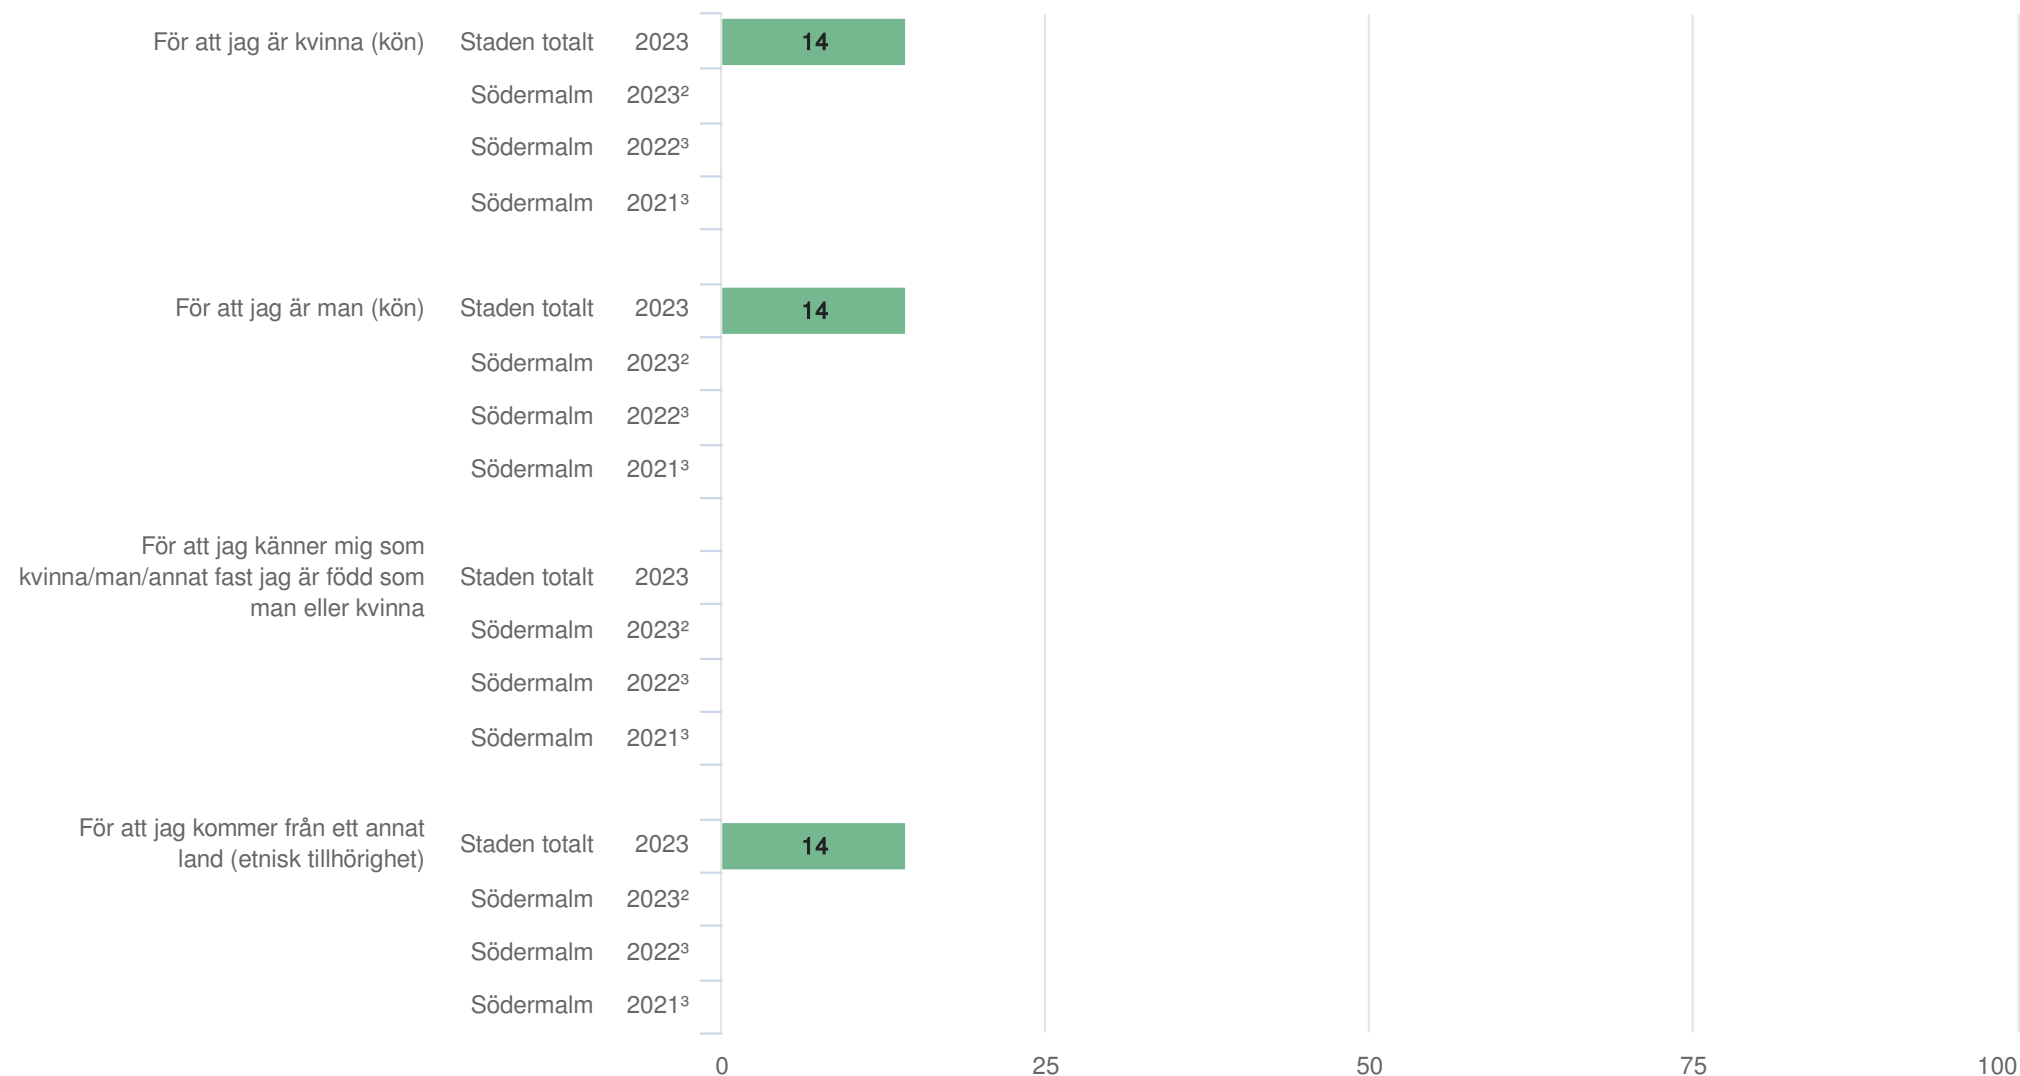 För att jag är kvinna (kön) Staden totalt 2023 14
Södermalm 2023²
Södermalm 2022³
Södermalm 2021³
För att jag är man (kön) Staden totalt 2023 14
Södermalm 2023²
Södermalm 2022³
Södermalm 2021³
För att jag känner mig som
kvinna/man/annat fast jag är född som Staden totalt 2023
man eller kvinna
Södermalm 2023²
Södermalm 2022³
Södermalm 2021³
För att jag kommer från ett annat
land (etnisk tillhörighet) Staden totalt 2023 14
Södermalm 2023²
Södermalm 2022³
Södermalm 2021³
0 25 50 75 100